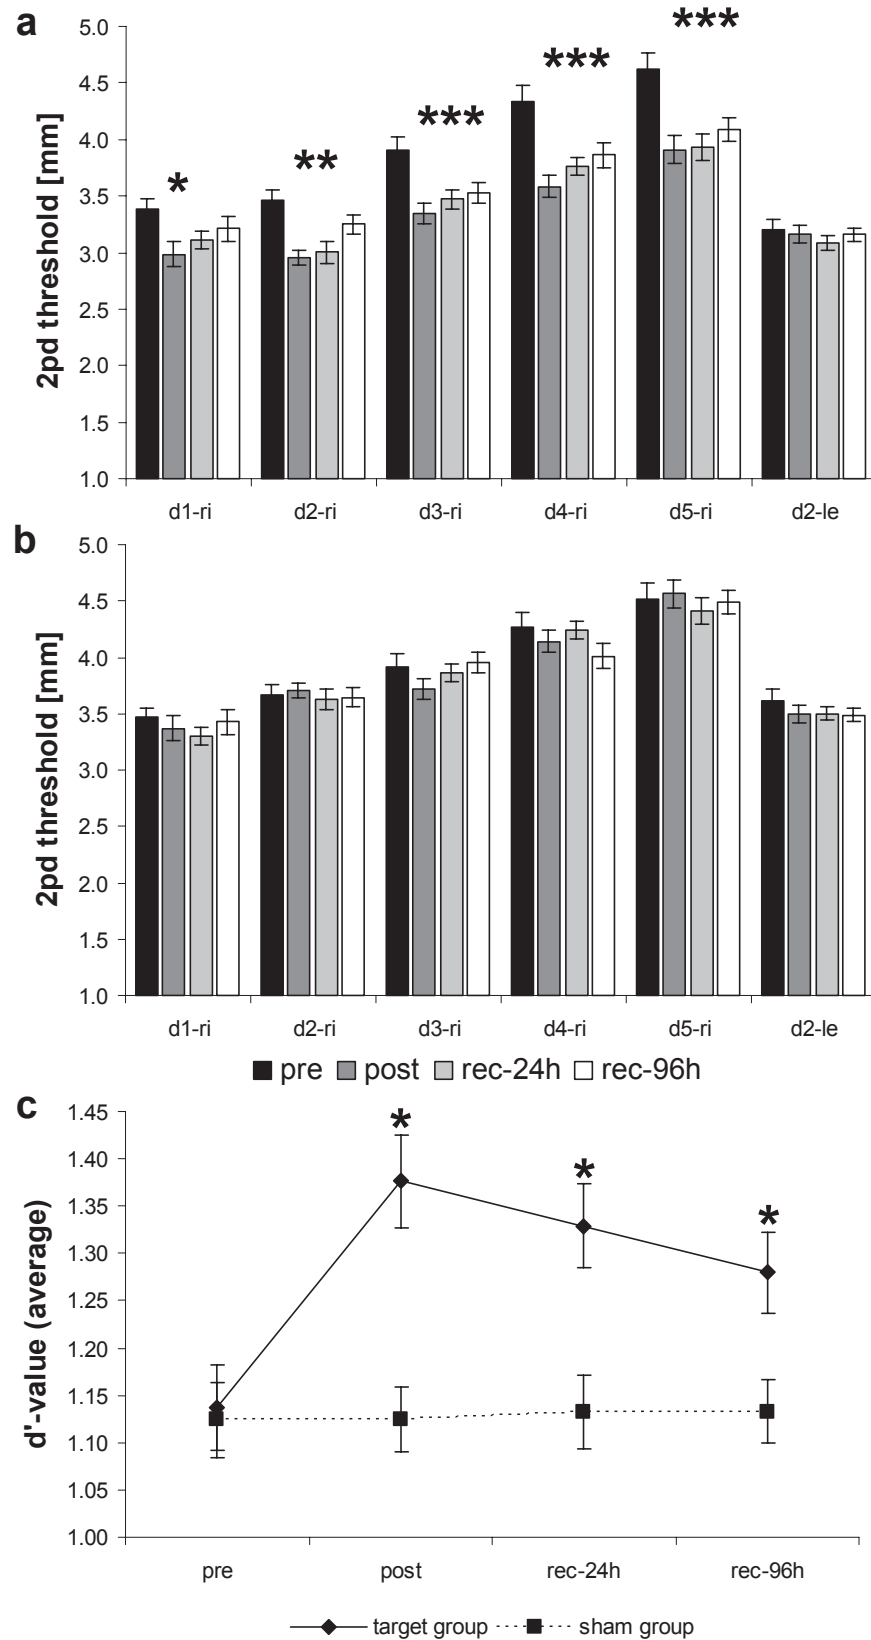 a
2pd threshold [mm]
5.0
4.5
4.0
3.5
3.0
2.5
2.0
1.5
1.0
* ** *** *** ***
d1-ri d2-ri d3-ri d4-ri d5-ri d2-le
b
2pd threshold [mm]
5.0
4.5
4.0
3.5
3.0
2.5
2.0
1.5
1.0
d1-ri d2-ri d3-ri d4-ri d5-ri d2-le
pre post rec-24h rec-96h
c
d'-value (average)
1.45
1.40
1.35
1.30
1.25
1.20
1.15
1.10
1.05
1.00
* * *
pre post rec-24h rec-96h
target group sham group